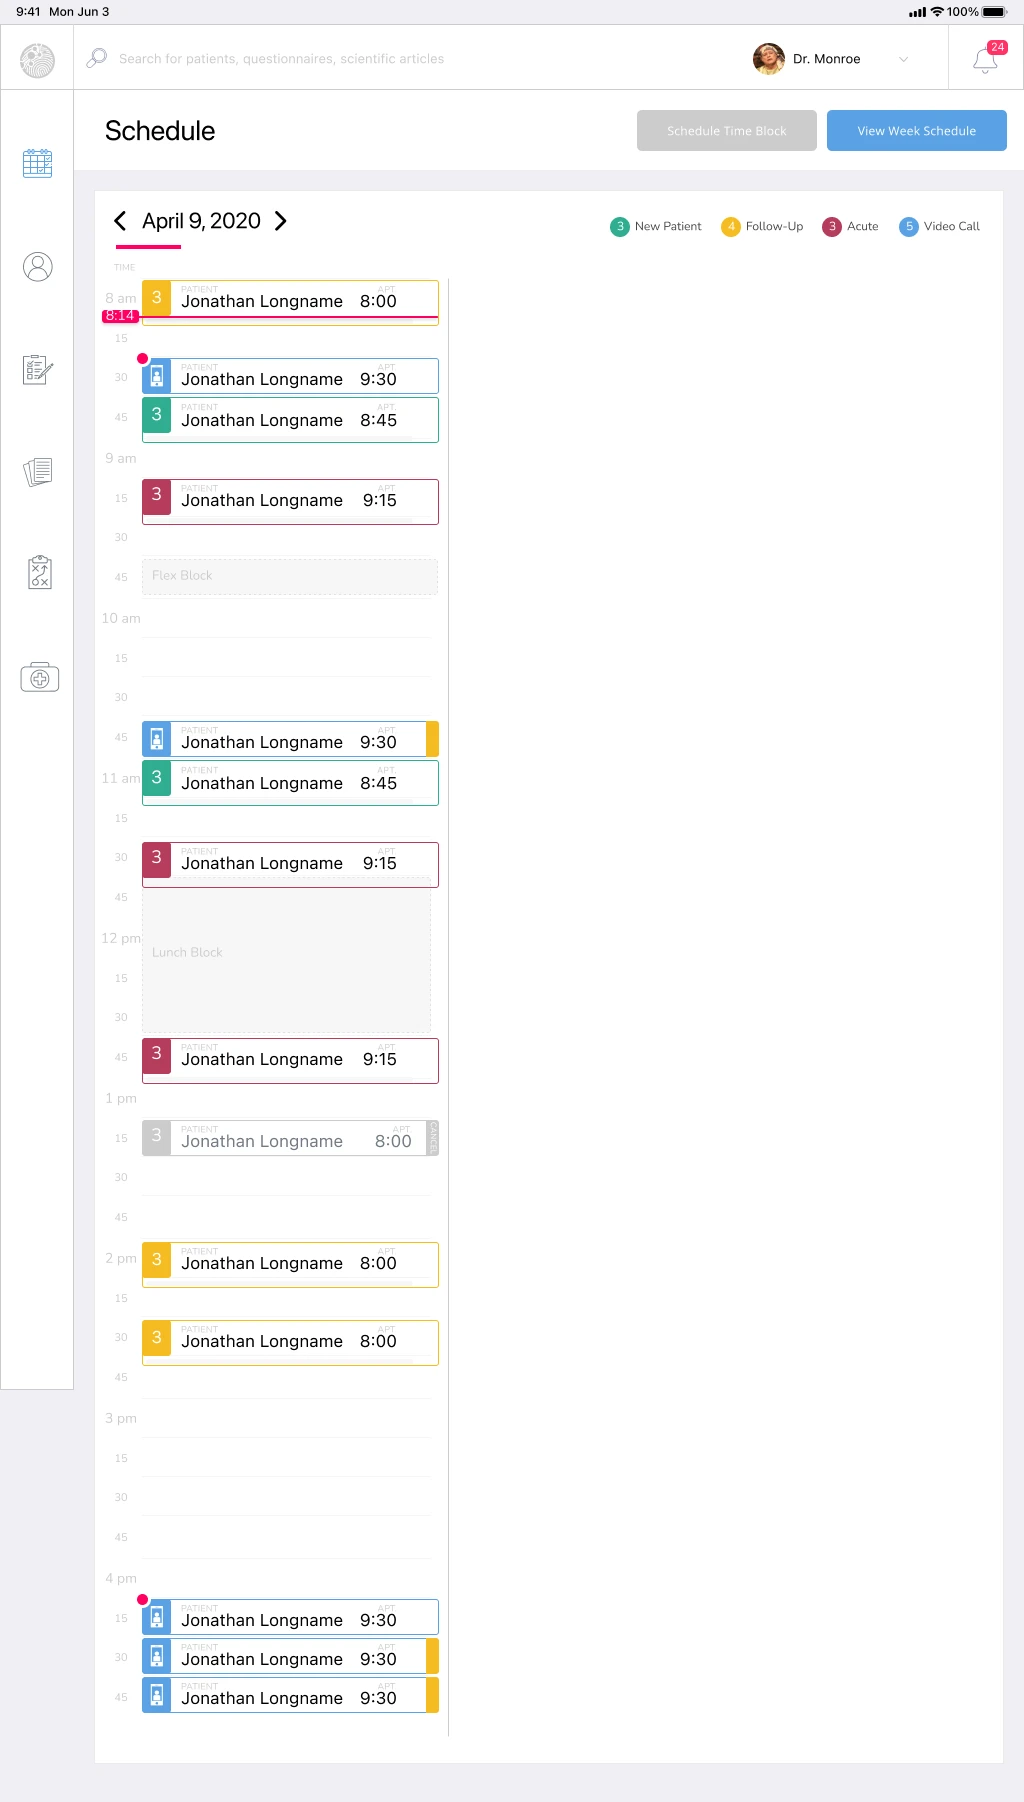 9:41 Mon Jun 3 100%
Search for patients, questionnaires, scientific articles Dr. Monroe 24
Schedule Schedule Time Block View Week Schedule
April 9, 2020 3 New Patient 4 Follow-Up 3 Acute 5 Video Call
TIME
PATIENT APT.
8 am 3 Jonathan Longname 8:00
8:14
15
PATIENT APT.
30 Jonathan Longname 9:30
PATIENT APT.
45 3 Jonathan Longname 8:45
9 am
PATIENT APT.
15 3 Jonathan Longname 9:15
30
45 Flex Block
10 am
15
30
PATIENT APT.
45 Jonathan Longname 9:30
PATIENT APT.
11 am 3 Jonathan Longname 8:45
15
PATIENT APT.
30 3 Jonathan Longname 9:15
45
12 pm
Lunch Block
15
30
PATIENT APT.
45 3 Jonathan Longname 9:15
1 pm
PATIENT APT.
15 3 Jonathan Longname 8:00 CANCEL
30
45
PATIENT APT.
2 pm 3 Jonathan Longname 8:00
15
PATIENT APT.
30 3 Jonathan Longname 8:00
45
3 pm
15
30
45
4 pm
PATIENT APT.
15 Jonathan Longname 9:30
PATIENT APT.
30 Jonathan Longname 9:30
PATIENT APT.
45 Jonathan Longname 9:30